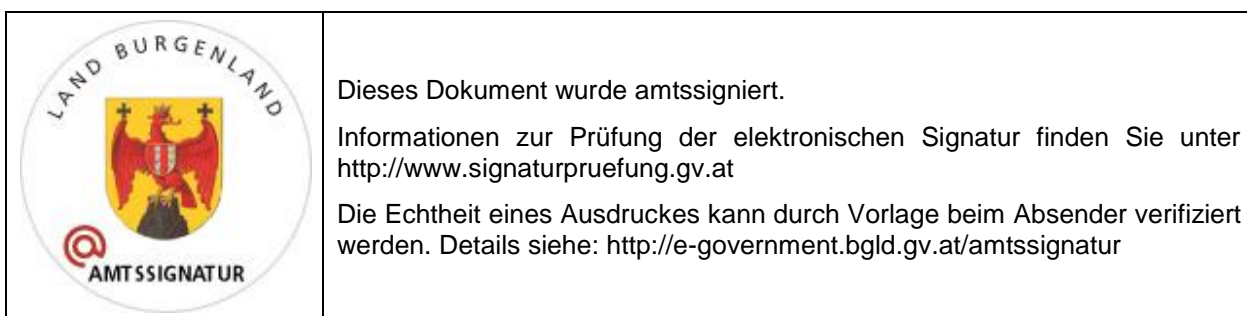 LAND BURGENLAND
AMTSSIGNATUR
Dieses Dokument wurde amtssigniert.
Informationen zur Prüfung der elektronischen Signatur finden Sie unter
http://www.signaturpruefung.gv.at
Die Echtheit eines Ausdruckes kann durch Vorlage beim Absender verifiziert
werden. Details siehe: http://e-government.bgld.gv.at/amtssignatur